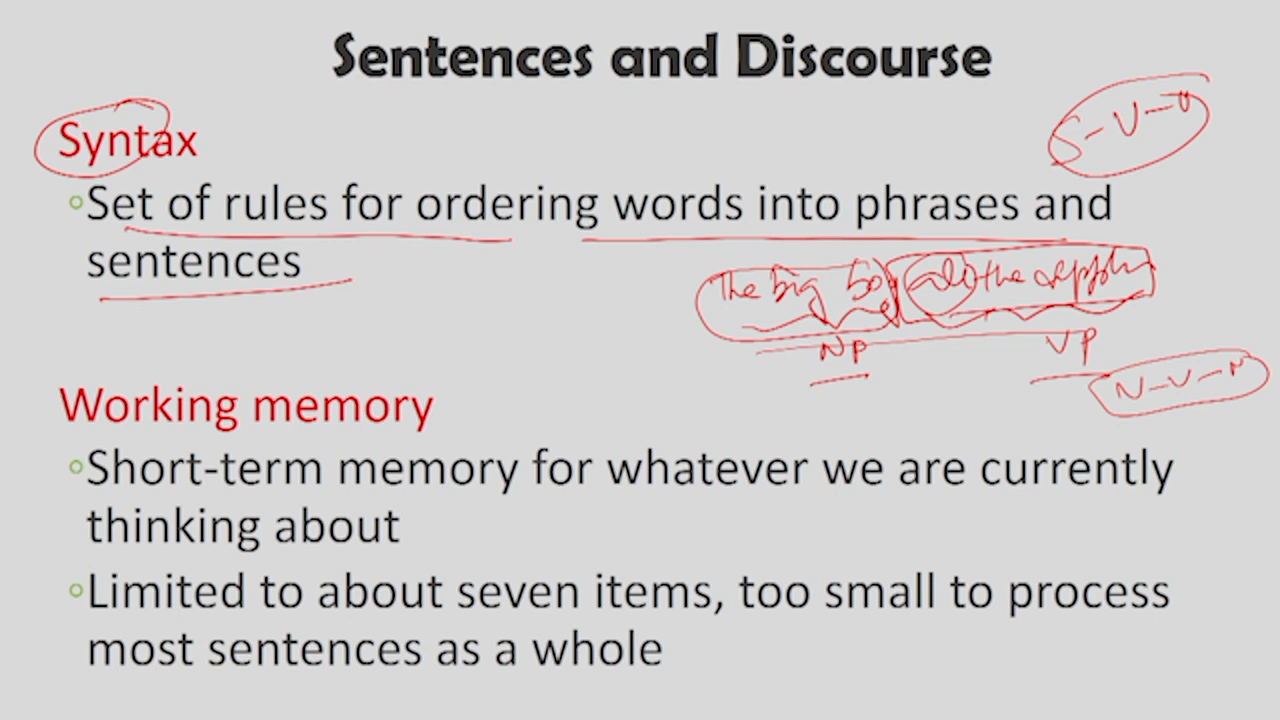 Sentences and Discourse
Syntax
S-V-O
Set of rules for ordering words into phrases and
sentences
The big boy the
NP VP
N-V-N
Working memory
Short-term memory for whatever we are currently
thinking about
Limited to about seven items, too small to process
most sentences as a whole